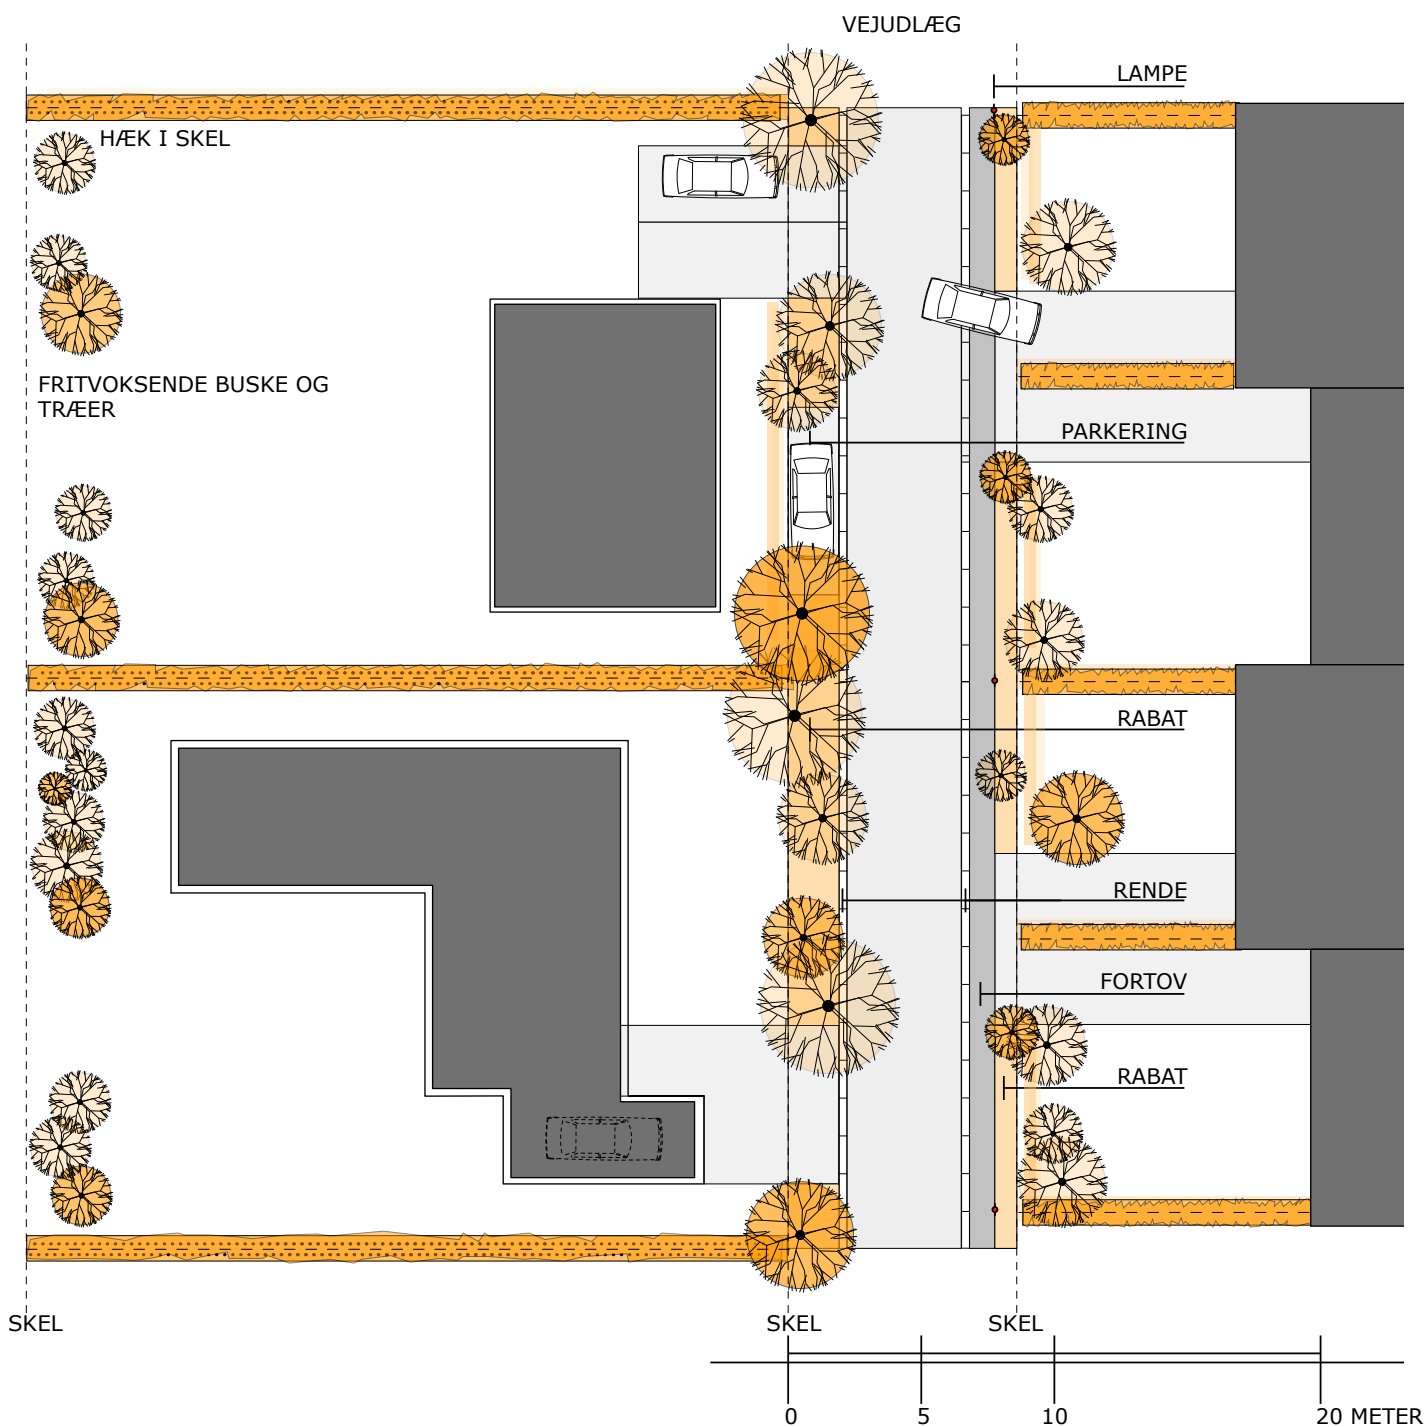 VEJUDLÆG
LAMPE
HÆK I SKEL
FRITVOKSENDE BUSKE OG
TRÆER
PARKERING
RABAT
RENDE
FORTOV
RABAT
SKEL
SKEL
SKEL
0
5
10
20 METER